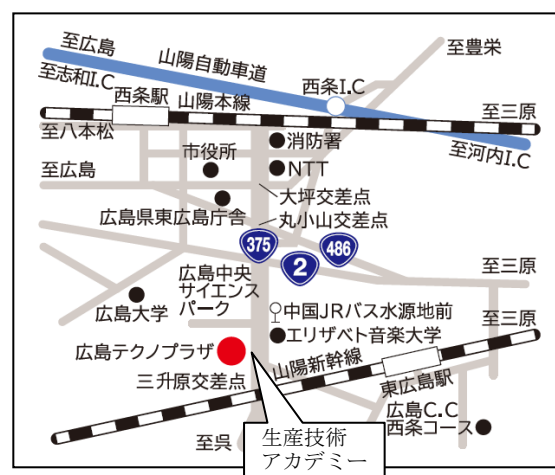 至広島
至志和I.C
山陽自動車道
至豊栄
西条I.C
西条駅
山陽本線
至三原
至八本松
消防署
至河内I.C
市役所
NTT
至広島
大坪交差点
広島県東広島庁舎
丸小山交差点
375
486
2
広島中央
サイエンス
パーク
至三原
広島大学
中国JRバス水源地前
至三原
エリザベト音楽大学
広島テクノプラザ
山陽新幹線
三升原交差点
東広島駅
広島C.C
西条コース
至呉
生産技術
アカデミー